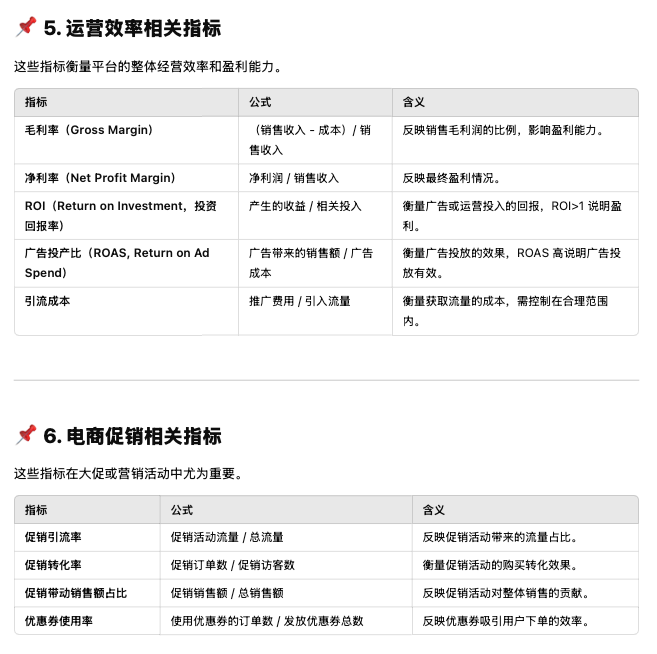 📌 5. 运营效率相关指标
这些指标衡量平台的整体经营效率和盈利能力。
指标 公式 含义
毛利率（Gross Margin） （销售收入 - 成本）/ 销 反映销售毛利润的比例，影响盈利能力。
售收入
净利率（Net Profit Margin） 净利润 / 销售收入 反映最终盈利情况。
ROI（Return on Investment，投资 产生的收益 / 相关投入 衡量广告或运营投入的回报，ROI>1 说明盈
回报率） 利。
广告投产比（ROAS, Return on Ad 广告带来的销售额 / 广告 衡量广告投放的效果，ROAS 高说明广告投
Spend） 成本 放有效。
引流成本 推广费用 / 引入流量 衡量获取流量的成本，需控制在合理范围
内。
📌 6. 电商促销相关指标
这些指标在大促或营销活动中尤为重要。
指标 公式 含义
促销引流率 促销活动流量 / 总流量 反映促销活动带来的流量占比。
促销转化率 促销订单数 / 促销访客数 衡量促销活动的购买转化效果。
促销带动销售额占比 促销销售额 / 总销售额 反映促销活动对整体销售的贡献。
优惠券使用率 使用优惠券的订单数 / 发放优惠券总数 反映优惠券吸引用户下单的效率。